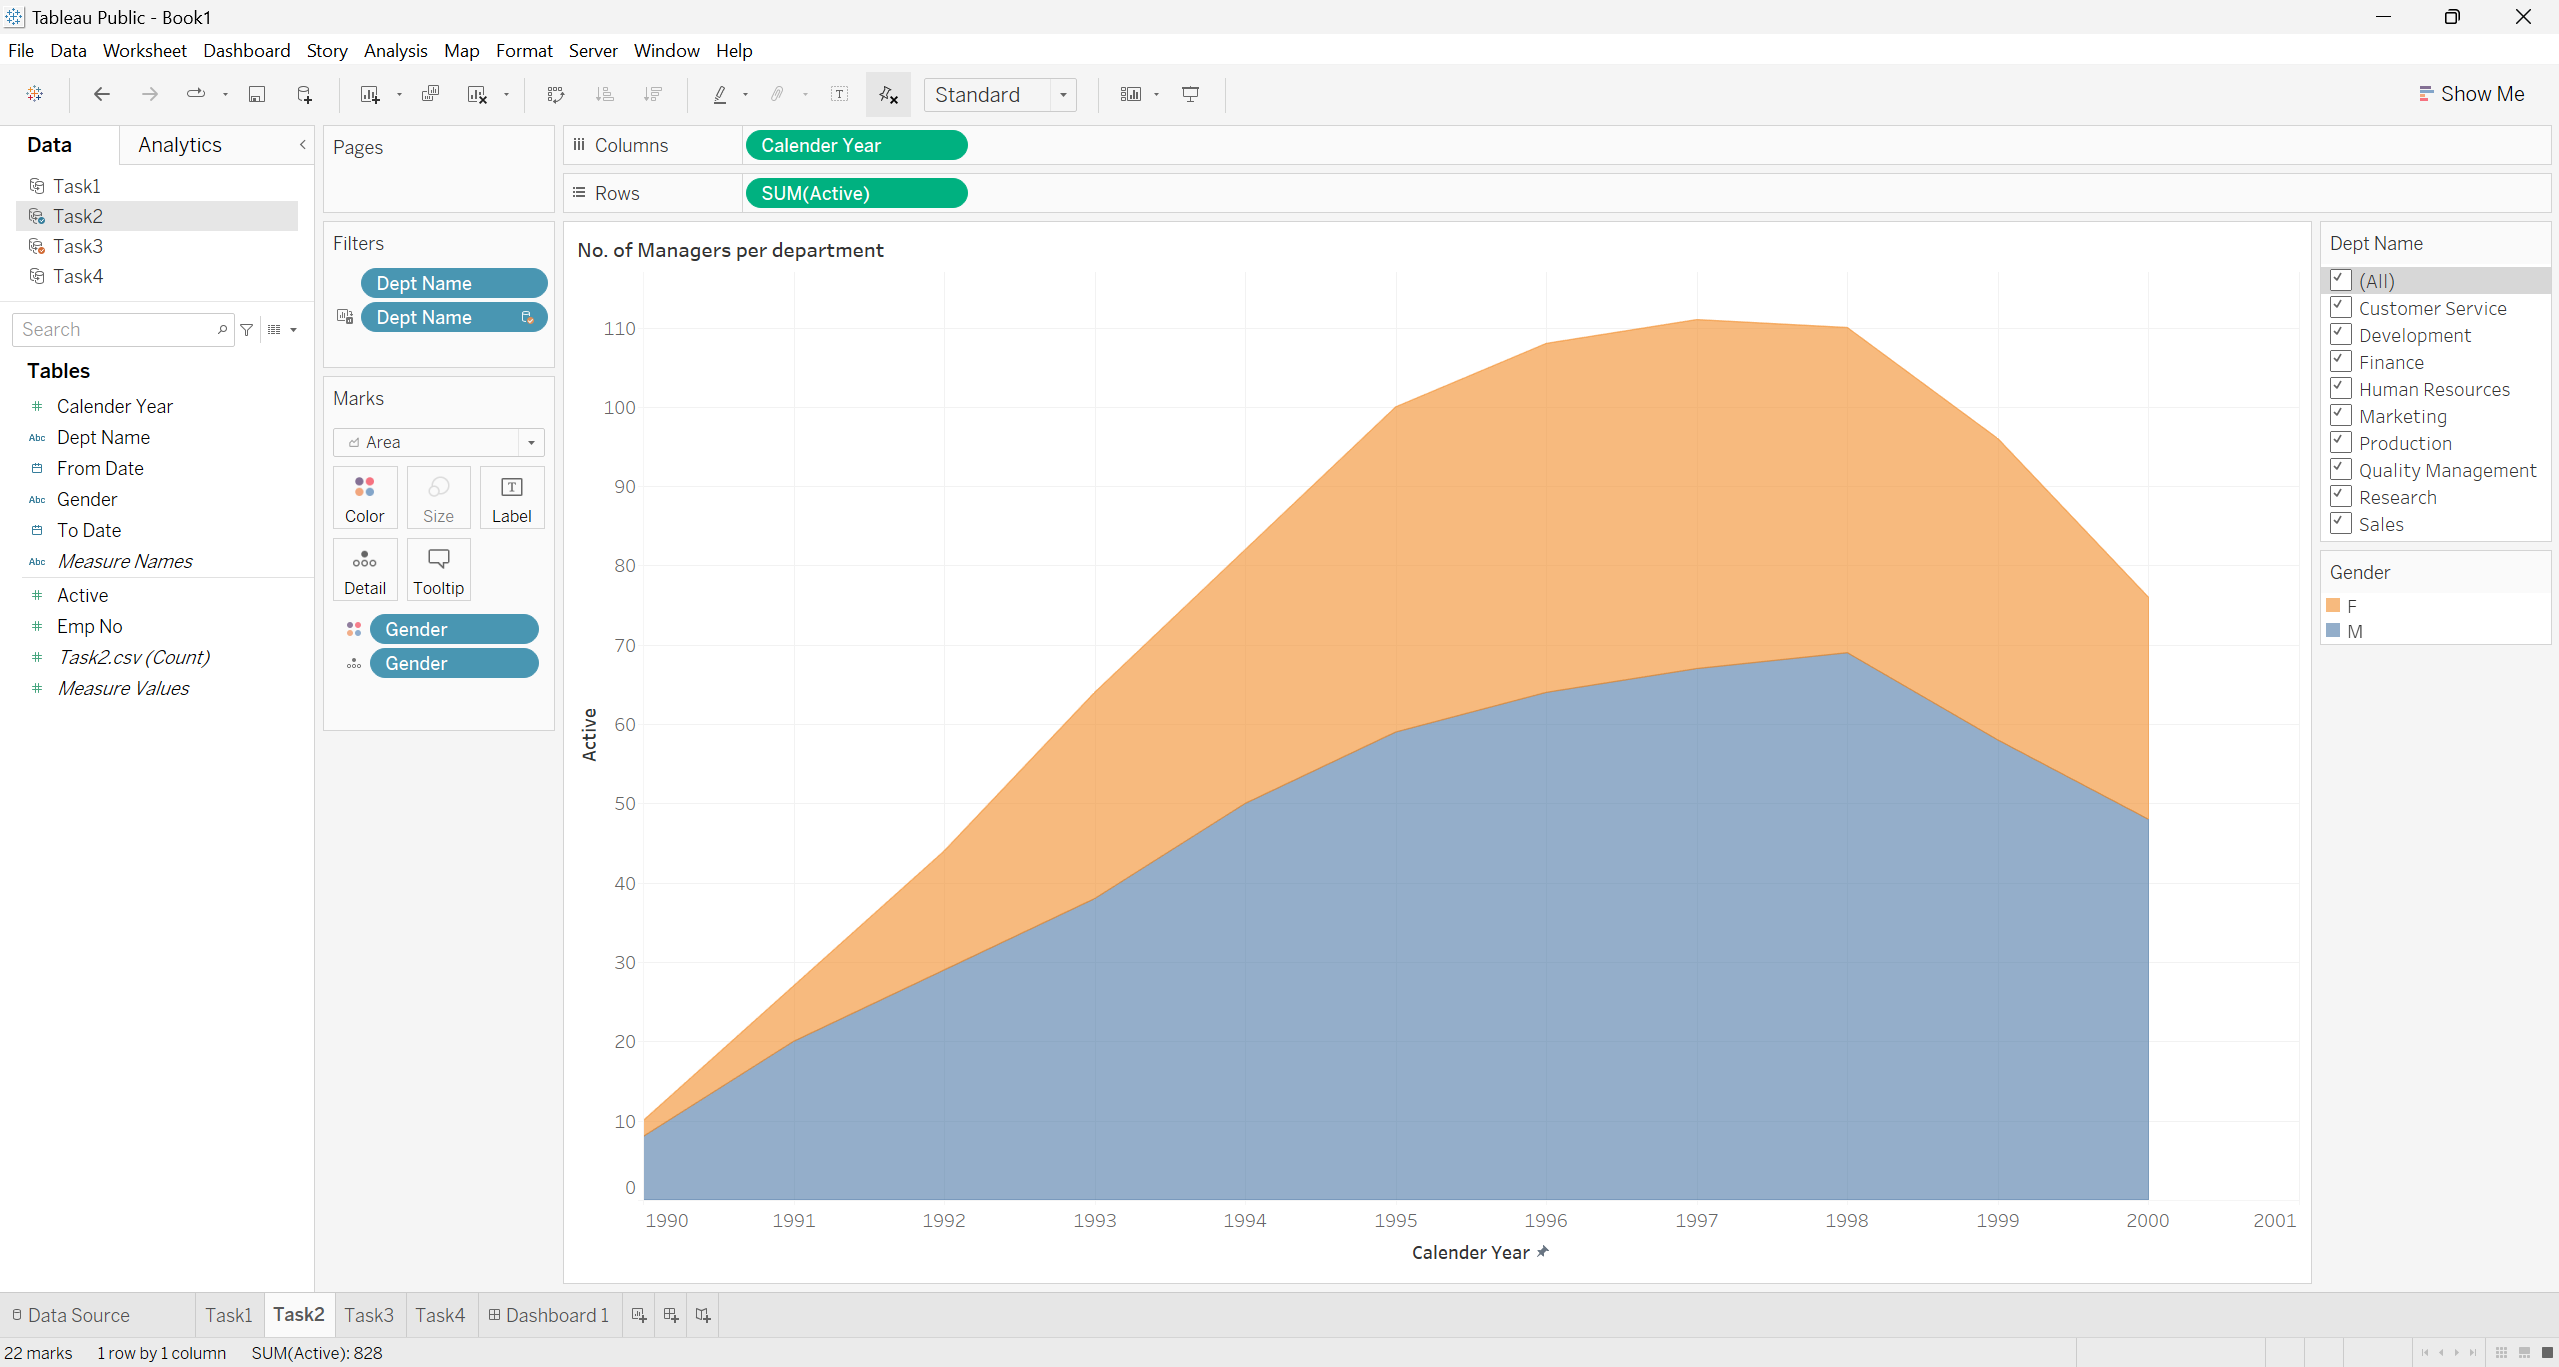 Tableau Public - Book1
File Data Worksheet Dashboard Story Analysis Map Format Server Window Help
Standard
Show Me
Data
Analytics
Task1
Task2
Task3
Task4
Search
Tables
Calender Year
Abc Dept Name
From Date
Abc Gender
To Date
Abc Measure Names
Active
Emp No
Task2.csv (Count)
Measure Values
Pages
Filters
Dept Name
Dept Name
Marks
Area
Color
Size
Label
Detail
Tooltip
Gender
Gender
Columns
Calender Year
Rows
SUM(Active)
No. of Managers per department
110
100
90
80
70
60
50
40
30
20
10
0
Active
1990 1991 1992 1993 1994 1995 1996 1997 1998 1999 2000 2001
Calender Year
Dept Name
(All)
Customer Service
Development
Finance
Human Resources
Marketing
Production
Quality Management
Research
Sales
Gender
F
M
Data Source
Task1
Task2
Task3
Task4
Dashboard 1
22 marks 1 row by 1 column SUM(Active): 828